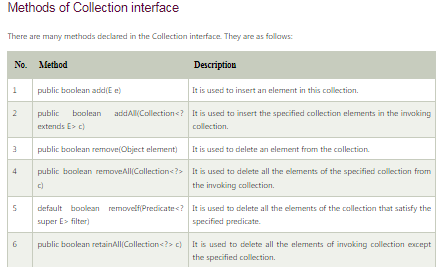 Methods of Collection interface
There are many methods declared in the Collection interface. They are as follows:
No. Method Description
1 public boolean add(E e) It is used to insert an element in this collection.
2 public boolean addAll(Collection<? It is used to insert the specified collection elements in the invoking
extends E> c) collection.
3 public boolean remove(Object element) It is used to delete an element from the collection.
4 public boolean removeAll(Collection<?> It is used to delete all the elements of the specified collection from
c) the invoking collection.
5 default boolean removeIf(Predicate<? It is used to delete all the elements of the collection that satisfy the
super E> filter) specified predicate.
6 public boolean retainAll(Collection<?> c) It is used to delete all the elements of invoking collection except
the specified collection.